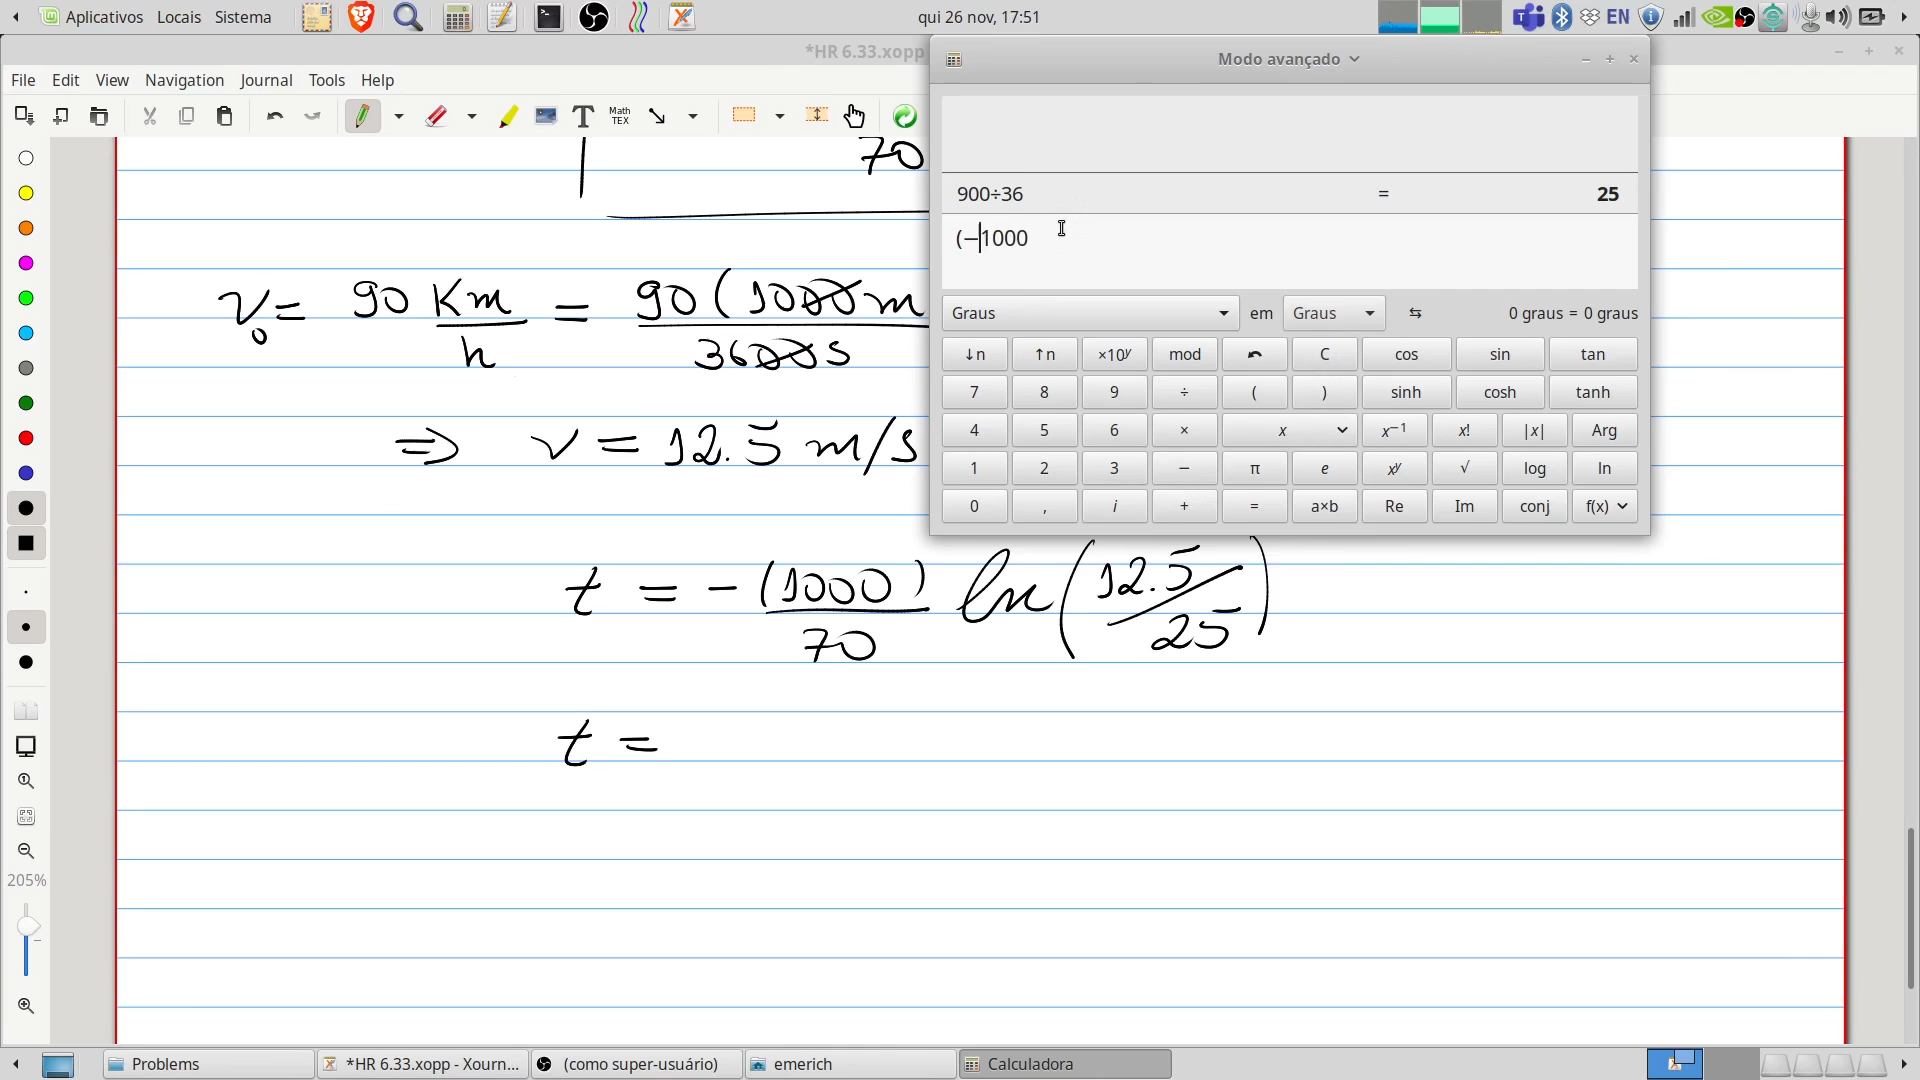 Aplicativos Locais Sistema
qui 26 nov, 17:51
EN
*HR 6.33.xopp
Modo avançado
File Edit View Navigation Journal Tools Help
Math
TEX
70
900÷36 = 25
(−1000
Graus em Graus 0 graus = 0 graus
↓n ↑n ×10ʸ mod C cos sin tan
7 8 9 ÷ ( ) sinh cosh tanh
4 5 6 × x x⁻¹ x! |x| Arg
1 2 3 − π e xʸ √ log ln
0 , i + = a×b Re Im conj f(x)
v₀ = 90 Km/h = 90 (1000 m / 3600 s
⇒ v = 12.5 m/s
t = - (1000)/70 ln(12.5/25)
t =
205%
Problems
*HR 6.33.xopp - Xourn...
(como super-usuário)
emerich
Calculadora